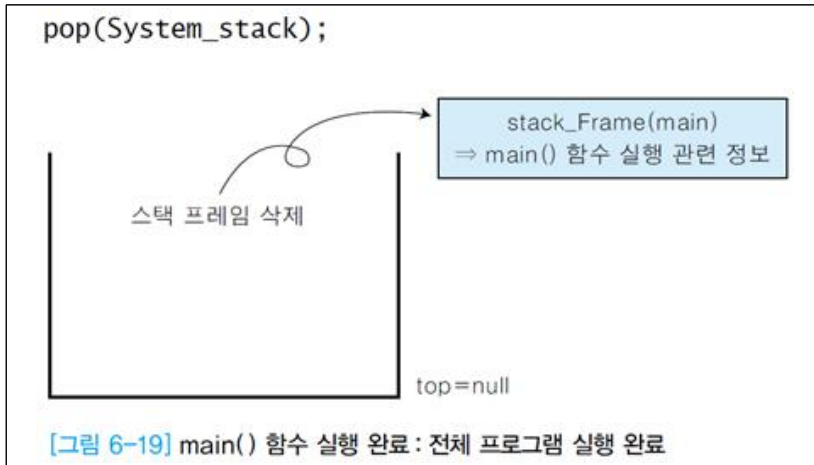 pop(System_stack);
stack_Frame(main)
⇒ main() 함수 실행 관련 정보
스택 프레임 삭제
top=null
[그림 6-19] main( ) 함수 실행 완료 : 전체 프로그램 실행 완료